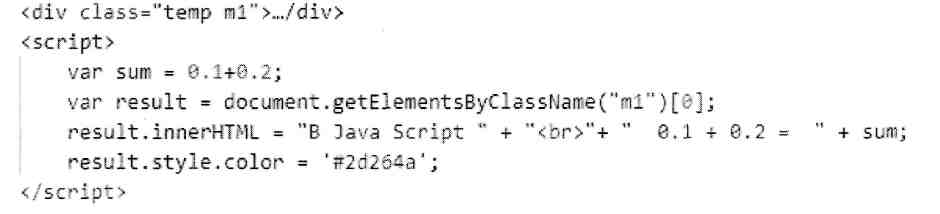 <div class="temp m1">…/div>
<script>
var sum = 0.1+0.2;
var result = document.getElementsByClassName("m1")[0];
result.innerHTML = "В Java Script " + "<br>"+ "  0.1 + 0.2 =  " + sum;
result.style.color = '#2d264a';
</script>